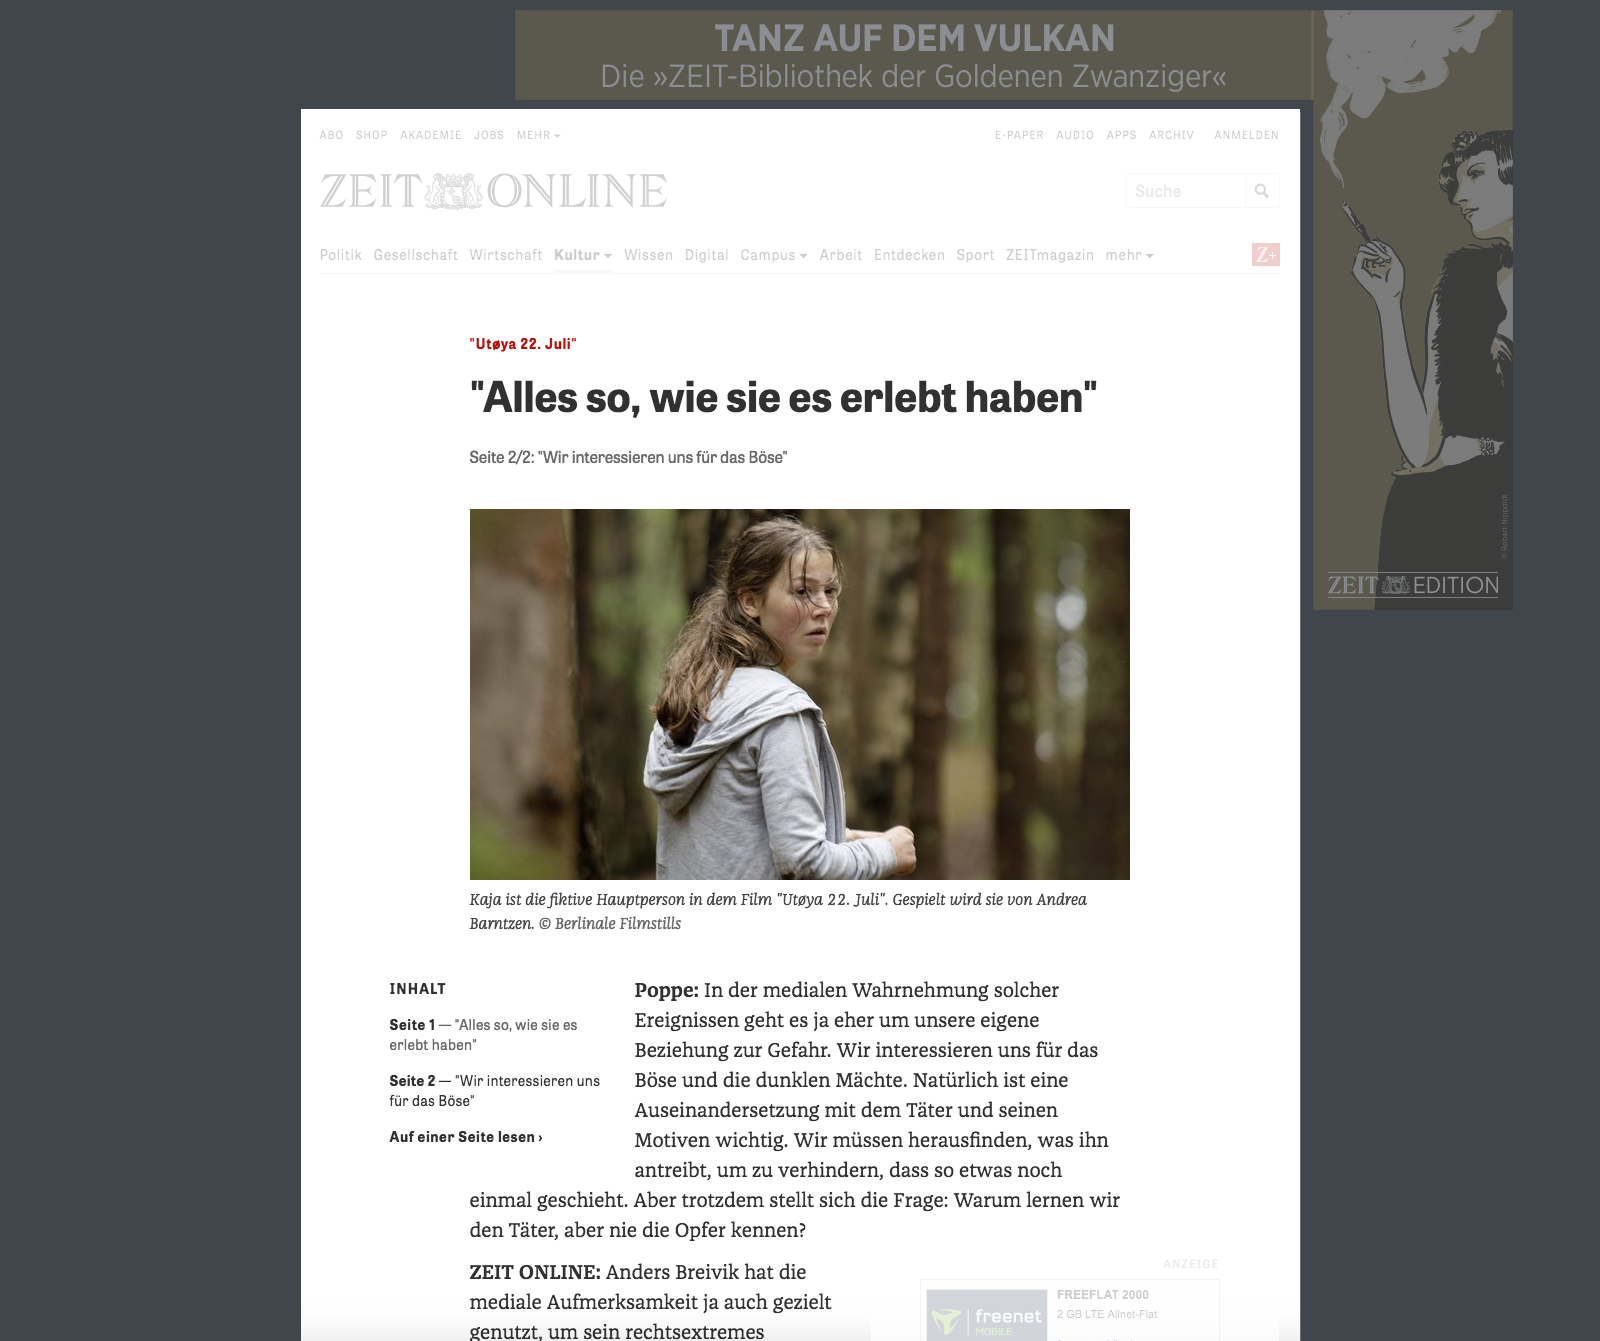 TANZ AUF DEM VULKAN
Die »ZEIT-Bibliothek der Goldenen Zwanziger«
ABO SHOP AKADEMIE JOBS MEHR
E-PAPER AUDIO APPS ARCHIV ANMELDEN
ZEIT ONLINE
Suche
Politik Gesellschaft Wirtschaft Kultur Wissen Digital Campus Arbeit Entdecken Sport ZEITmagazin mehr
Z+
"Utøya 22. Juli"
"Alles so, wie sie es erlebt haben"
Seite 2/2: "Wir interessieren uns für das Böse"
© Robert Nippoldt
ZEIT EDITION
Kaja ist die fiktive Hauptperson in dem Film "Utøya 22. Juli". Gespielt wird sie von Andrea
Barntzen. © Berlinale Filmstills
INHALT
Seite 1 — "Alles so, wie sie es
erlebt haben"
Seite 2 — "Wir interessieren uns
für das Böse"
Auf einer Seite lesen ›
Poppe: In der medialen Wahrnehmung solcher
Ereignissen geht es ja eher um unsere eigene
Beziehung zur Gefahr. Wir interessieren uns für das
Böse und die dunklen Mächte. Natürlich ist eine
Auseinandersetzung mit dem Täter und seinen
Motiven wichtig. Wir müssen herausfinden, was ihn
antreibt, um zu verhindern, dass so etwas noch
einmal geschieht. Aber trotzdem stellt sich die Frage: Warum lernen wir
den Täter, aber nie die Opfer kennen?
ZEIT ONLINE: Anders Breivik hat die
mediale Aufmerksamkeit ja auch gezielt
genutzt, um sein rechtsextremes
ANZEIGE
freenet
MOBILE
FREEFLAT 2000
2 GB LTE Allnet-Flat